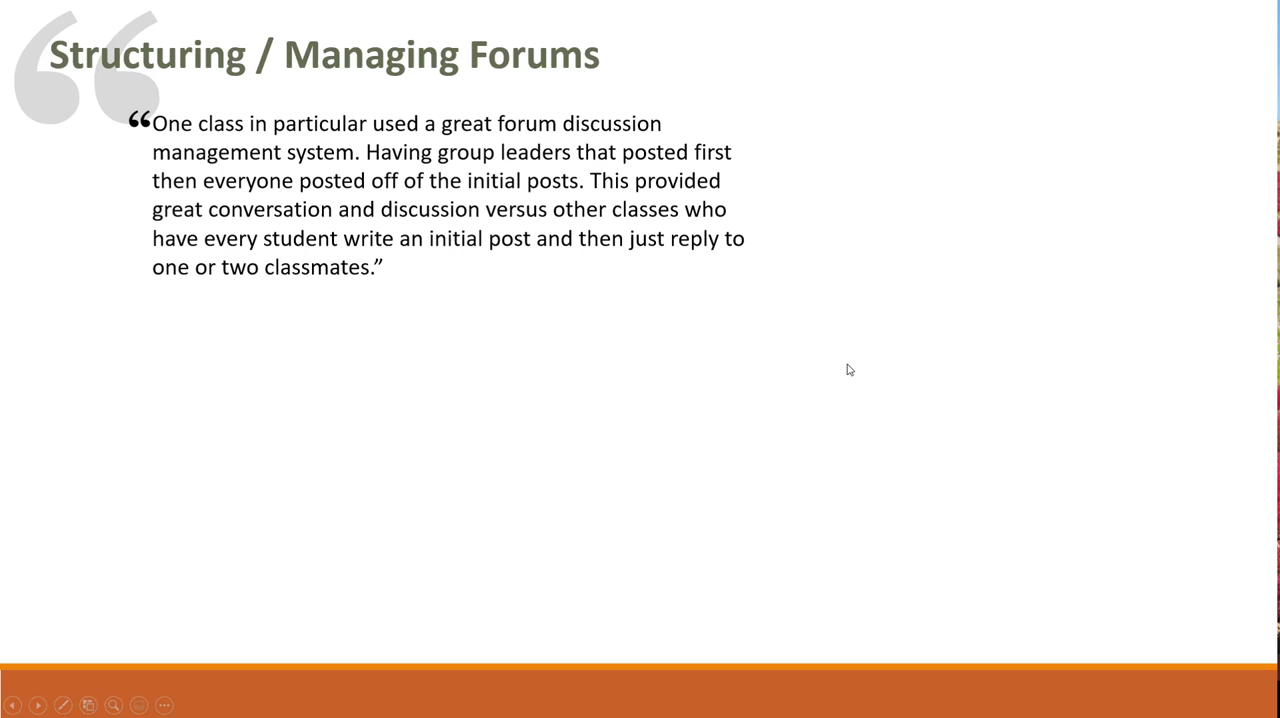 Structuring / Managing Forums
“One class in particular used a great forum discussion
management system. Having group leaders that posted first
then everyone posted off of the initial posts. This provided
great conversation and discussion versus other classes who
have every student write an initial post and then just reply to
one or two classmates.”